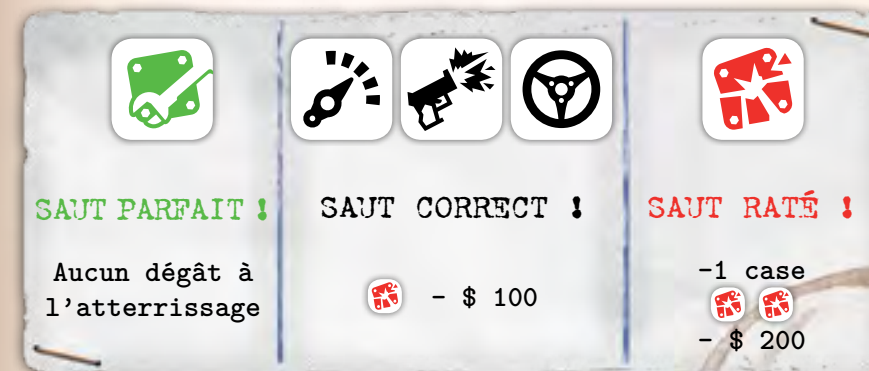 SAUT PARFAIT !
Aucun dégât à
l'atterrissage
SAUT CORRECT !
- $ 100
SAUT RATÉ !
-1 case
- $ 200